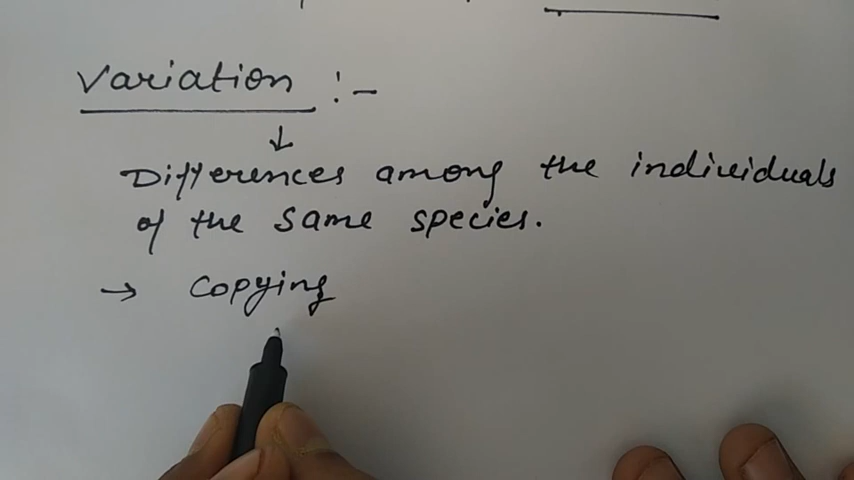 Variation :-
↓
Differences among the individuals
of the same species.
→ Copying